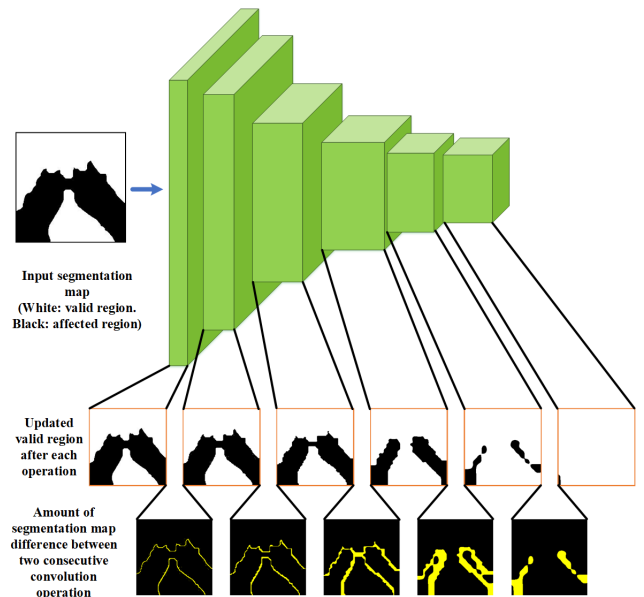 Input segmentation
map
(White: valid region.
Black: affected region)
Updated
valid region
after each
operation
Amount of
segmentation map
difference between
two consecutive
convolution
operation